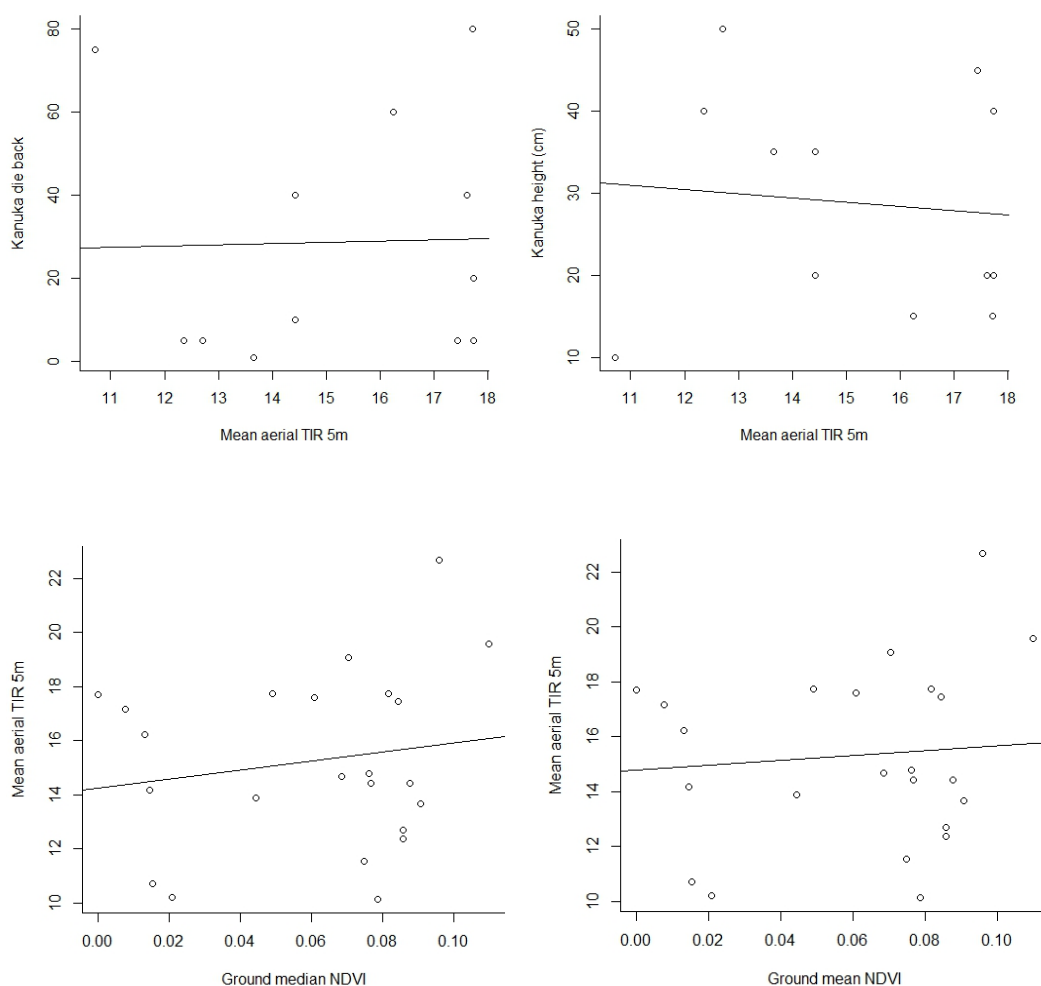 80
60
40
20
0
Kanuka die back
11 12 13 14 15 16 17 18
Mean aerial TIR 5m
50
40
30
20
10
Kanuka height (cm)
11 12 13 14 15 16 17 18
Mean aerial TIR 5m
22
20
18
16
14
12
10
Mean aerial TIR 5m
0.00 0.02 0.04 0.06 0.08 0.10
Ground median NDVI
22
20
18
16
14
12
10
Mean aerial TIR 5m
0.00 0.02 0.04 0.06 0.08 0.10
Ground mean NDVI